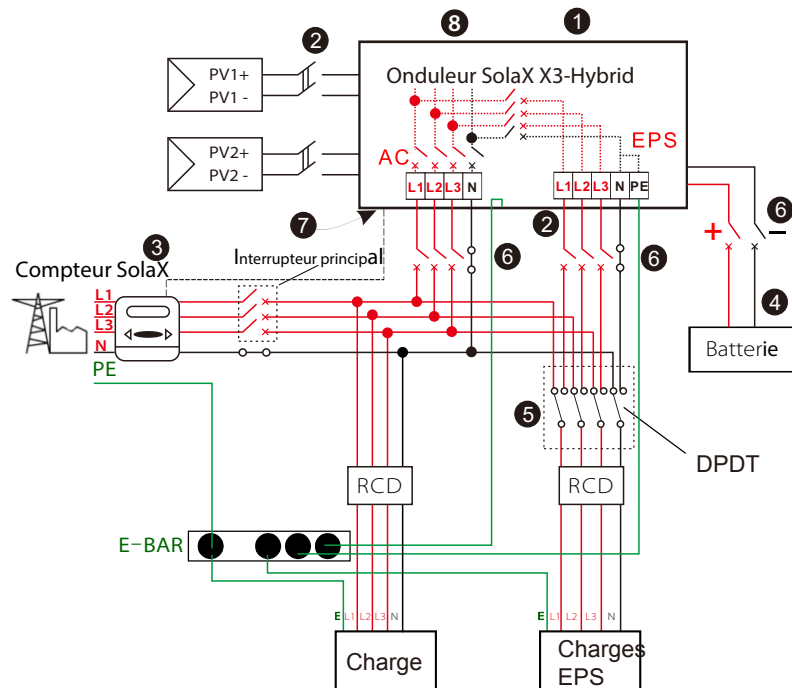 8
1
2
PV1+
PV1 -
Onduleur SolaX X3-Hybrid
PV2+
PV2 -
AC
EPS
L1 L2 L3 N
L1 L2 L3 N PE
7
2
6
6
6
+
−
3
Compteur SolaX
Interrupteur principal
L1
L2
L3
N
PE
4
Batterie
5
DPDT
RCD
RCD
E-BAR
E L1 L2 L3 N
E L1 L2 L3 N
Charge
Charges
EPS